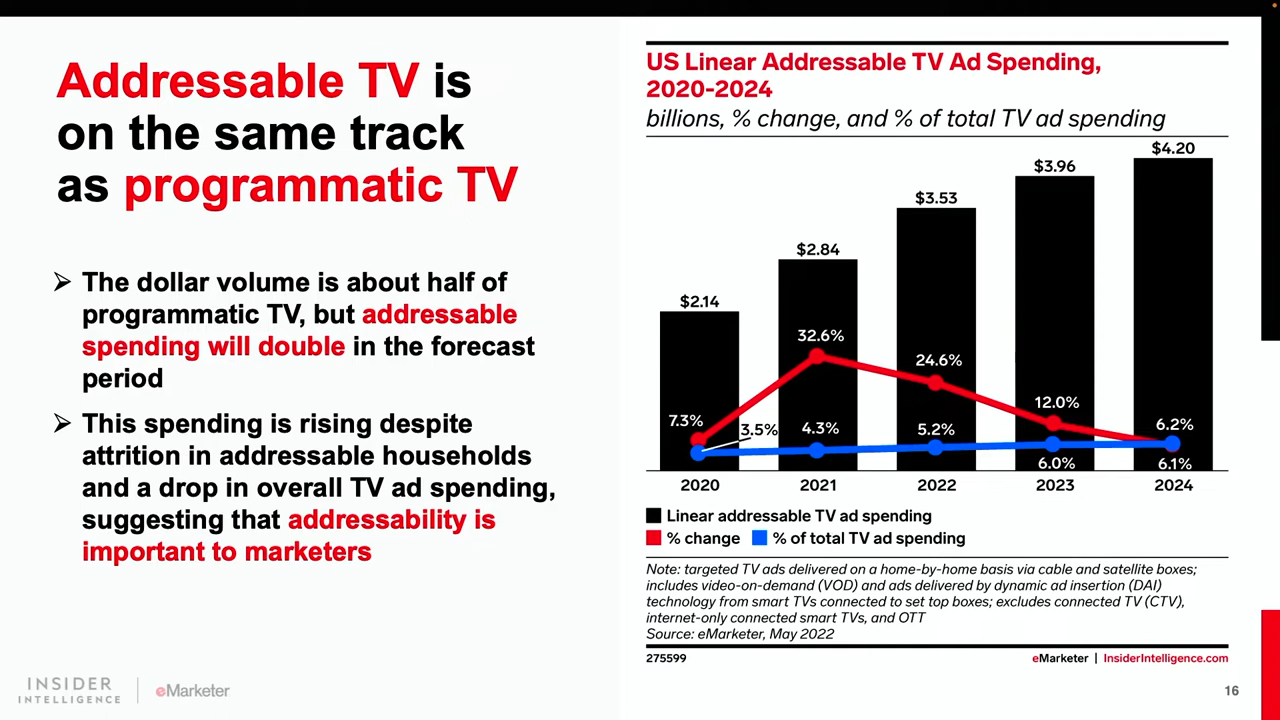 Addressable TV is
on the same track
as programmatic TV
➢ The dollar volume is about half of
programmatic TV, but addressable
spending will double in the forecast
period
➢ This spending is rising despite
attrition in addressable households
and a drop in overall TV ad spending,
suggesting that addressability is
important to marketers
INSIDER
INTELLIGENCE
eMarketer
US Linear Addressable TV Ad Spending,
2020-2024
billions, % change, and % of total TV ad spending
$2.14
$2.84
$3.53
$3.96
$4.20
7.3%
32.6%
24.6%
12.0%
6.2%
3.5%
4.3%
5.2%
6.0%
6.1%
2020
2021
2022
2023
2024
Linear addressable TV ad spending
% change
% of total TV ad spending
Note: targeted TV ads delivered on a home-by-home basis via cable and satellite boxes;
includes video-on-demand (VOD) and ads delivered by dynamic ad insertion (DAI)
technology from smart TVs connected to set top boxes; excludes connected TV (CTV),
internet-only connected smart TVs, and OTT
Source: eMarketer, May 2022
275599
eMarketer | InsiderIntelligence.com
16